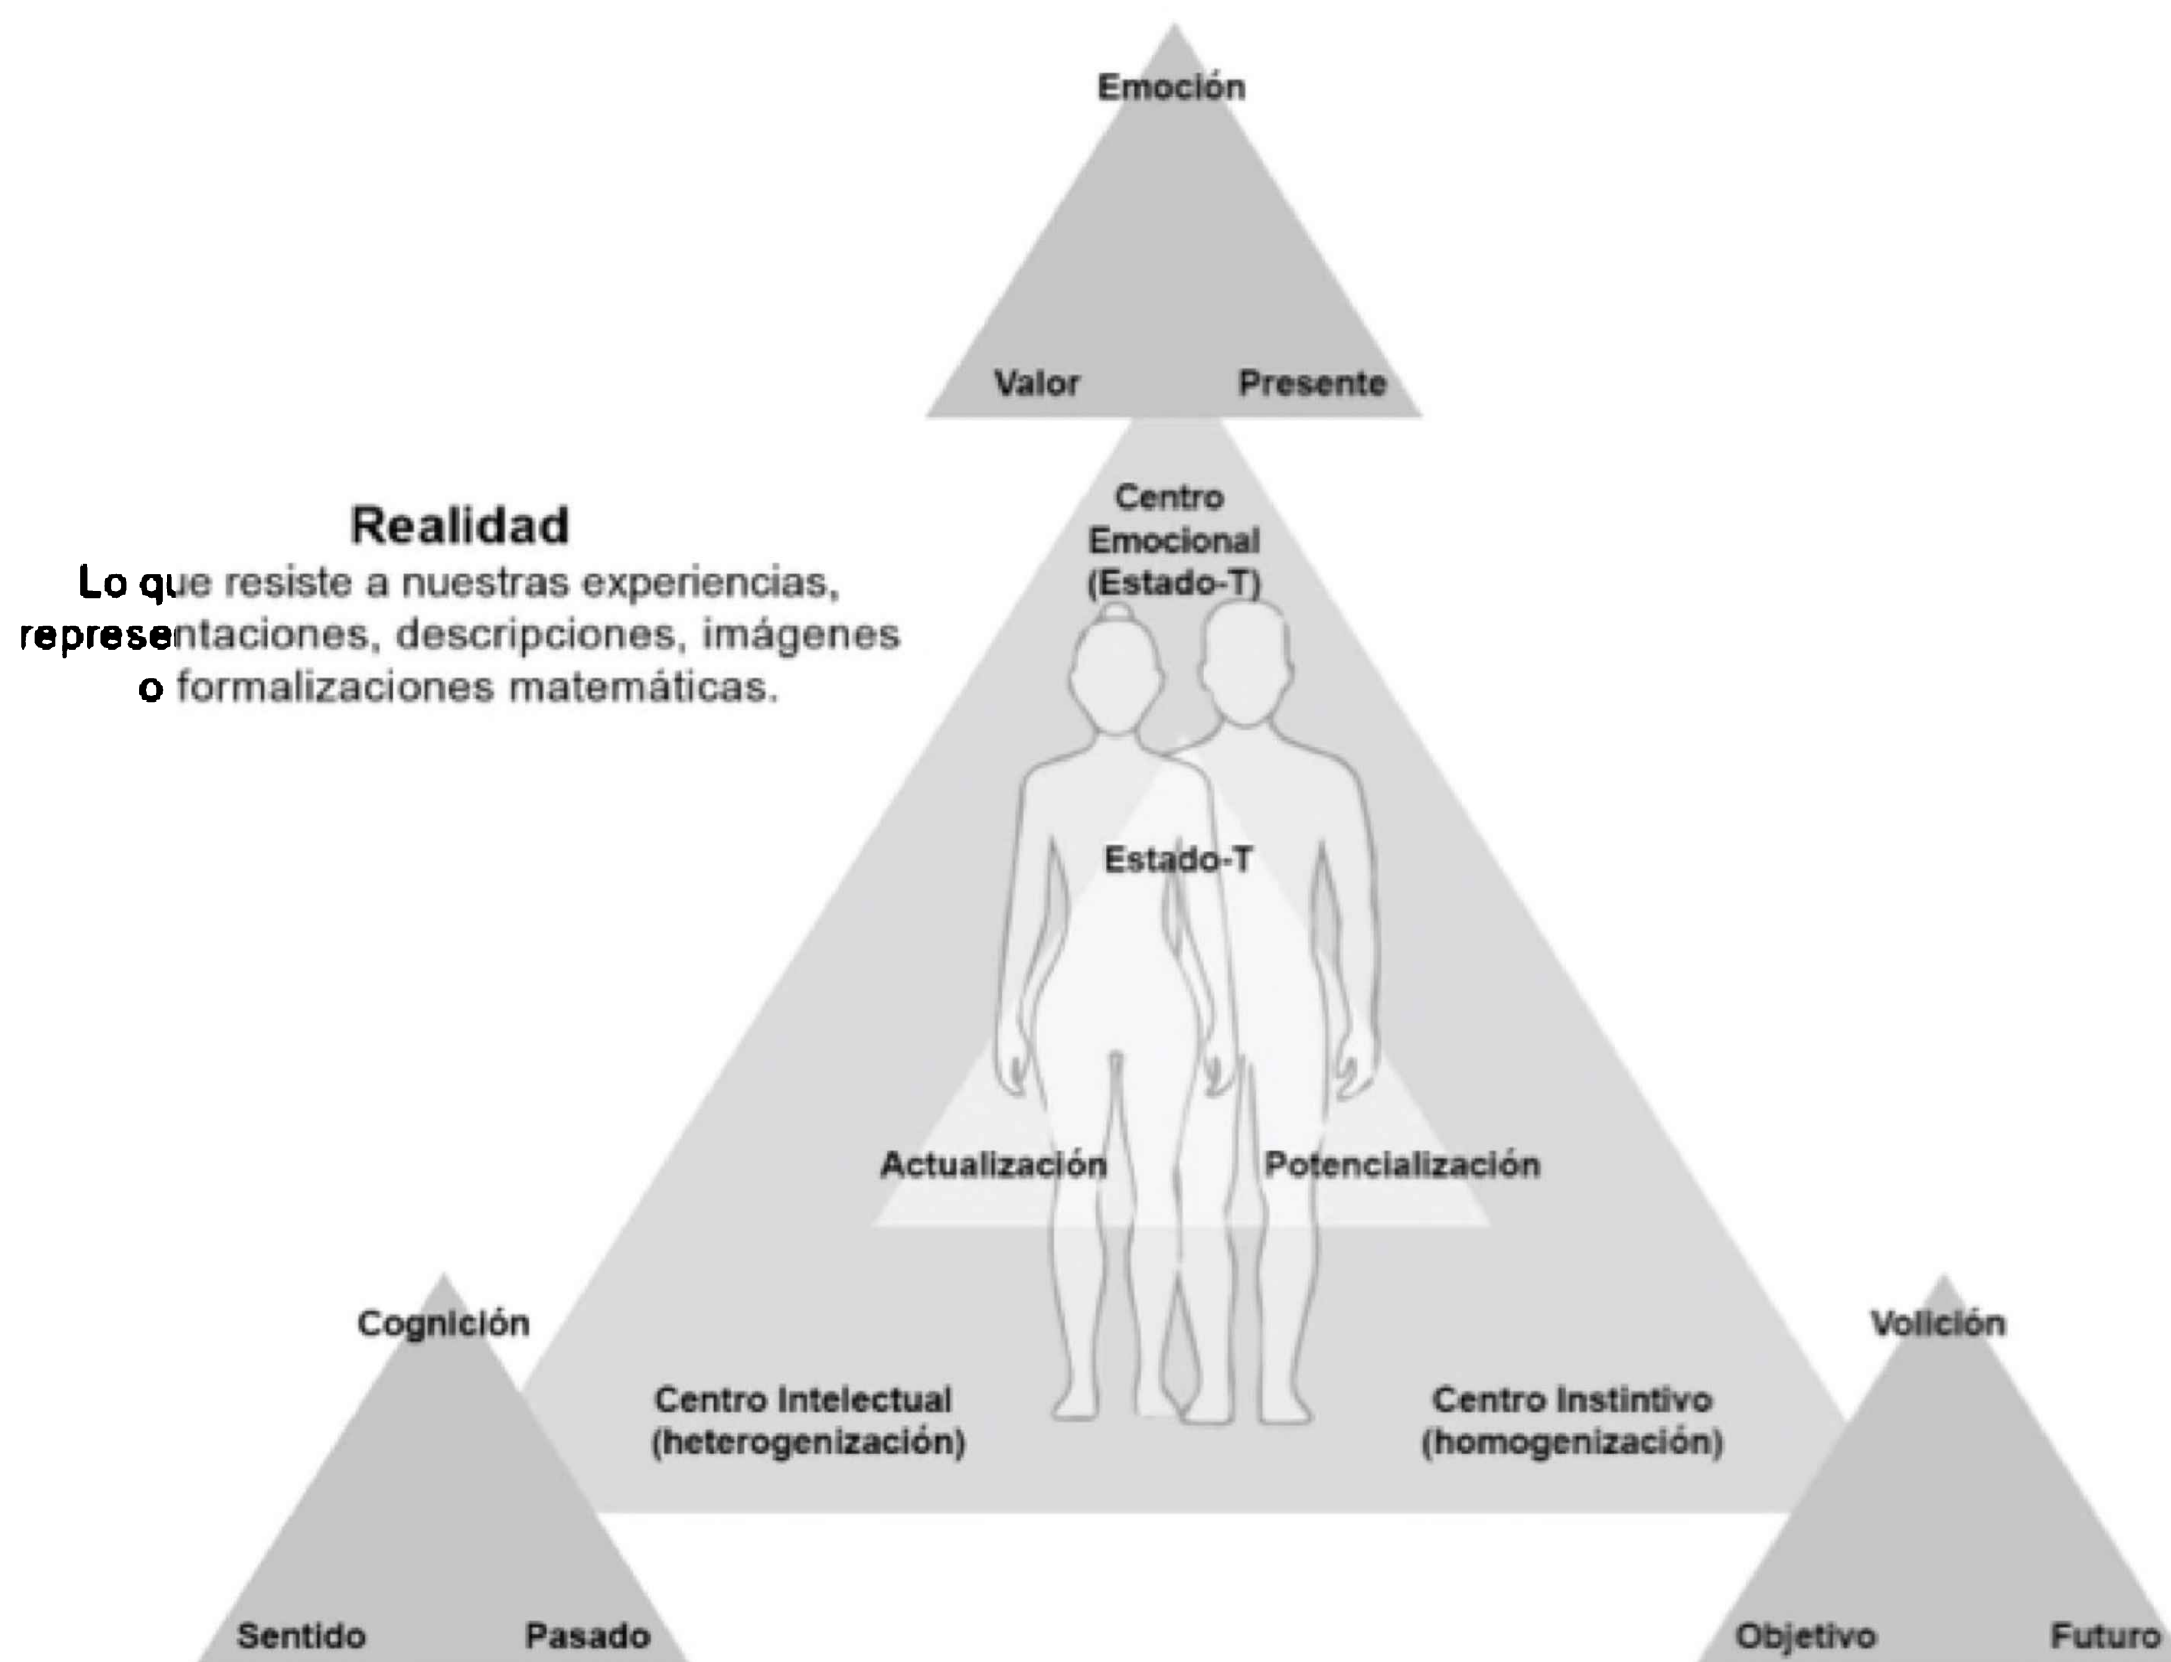 Emoción
Valor Presente
Centro
Emocional
(Estado-T)
Realidad
Lo que resiste a nuestras experiencias,
representaciones, descripciones, imágenes
o formalizaciones matemáticas.
Estado-T
Actualización Potencialización
Cognición
Volición
Centro Intelectual
(heterogenización)
Centro Instintivo
(homogenización)
Sentido Pasado
Objetivo Futuro